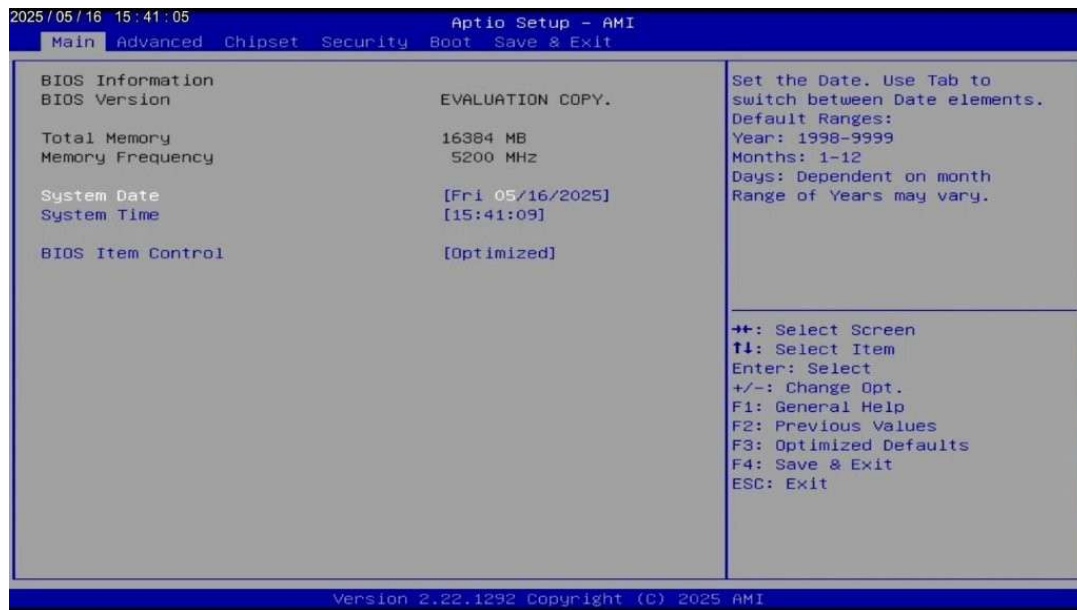 2025/05/16 15:41:05
Aptio Setup - AMI
Main Advanced Chipset Security Boot Save & Exit
BIOS Information
BIOS Version EVALUATION COPY.
Total Memory 16384 MB
Memory Frequency 5200 MHz
System Date [Fri 05/16/2025]
System Time [15:41:09]
BIOS Item Control [Optimized]
Set the Date. Use Tab to
switch between Date elements.
Default Ranges:
Year: 1998-9999
Months: 1-12
Days: Dependent on month
Range of Years may vary.
→←: Select Screen
↑↓: Select Item
Enter: Select
+/-: Change Opt.
F1: General Help
F2: Previous Values
F3: Optimized Defaults
F4: Save & Exit
ESC: Exit
Version 2.22.1292 Copyright (C) 2025 AMI